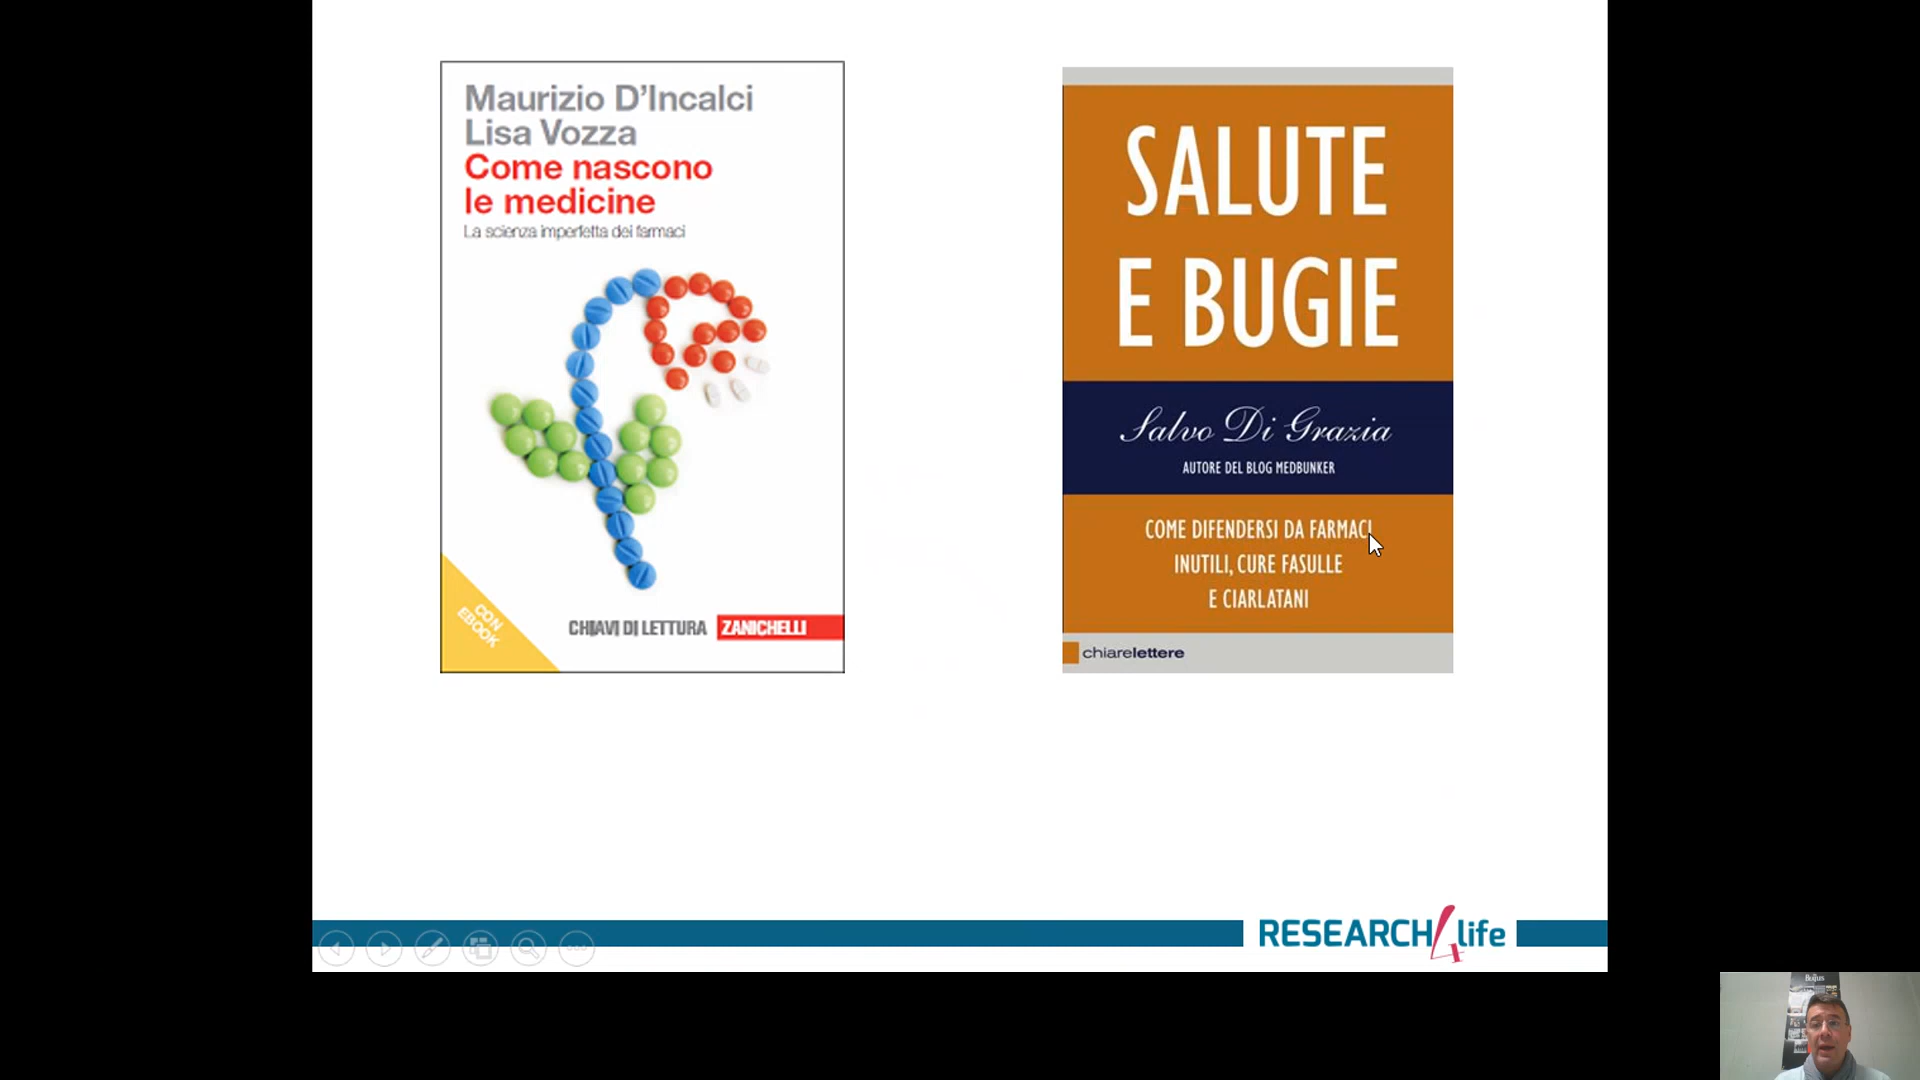 Maurizio D'Incalci
Lisa Vozza
Come nascono
le medicine
La scienza imperfetta dei farmaci
CON
EBOOK
CHIAVI DI LETTURA ZANICHELLI
SALUTE
E BUGIE
Salvo Di Grazia
AUTORE DEL BLOG MEDBUNKER
COME DIFENDERSI DA FARMACI
INUTILI, CURE FASULLE
E CIARLATANI
chiarelettere
RESEARCH4life